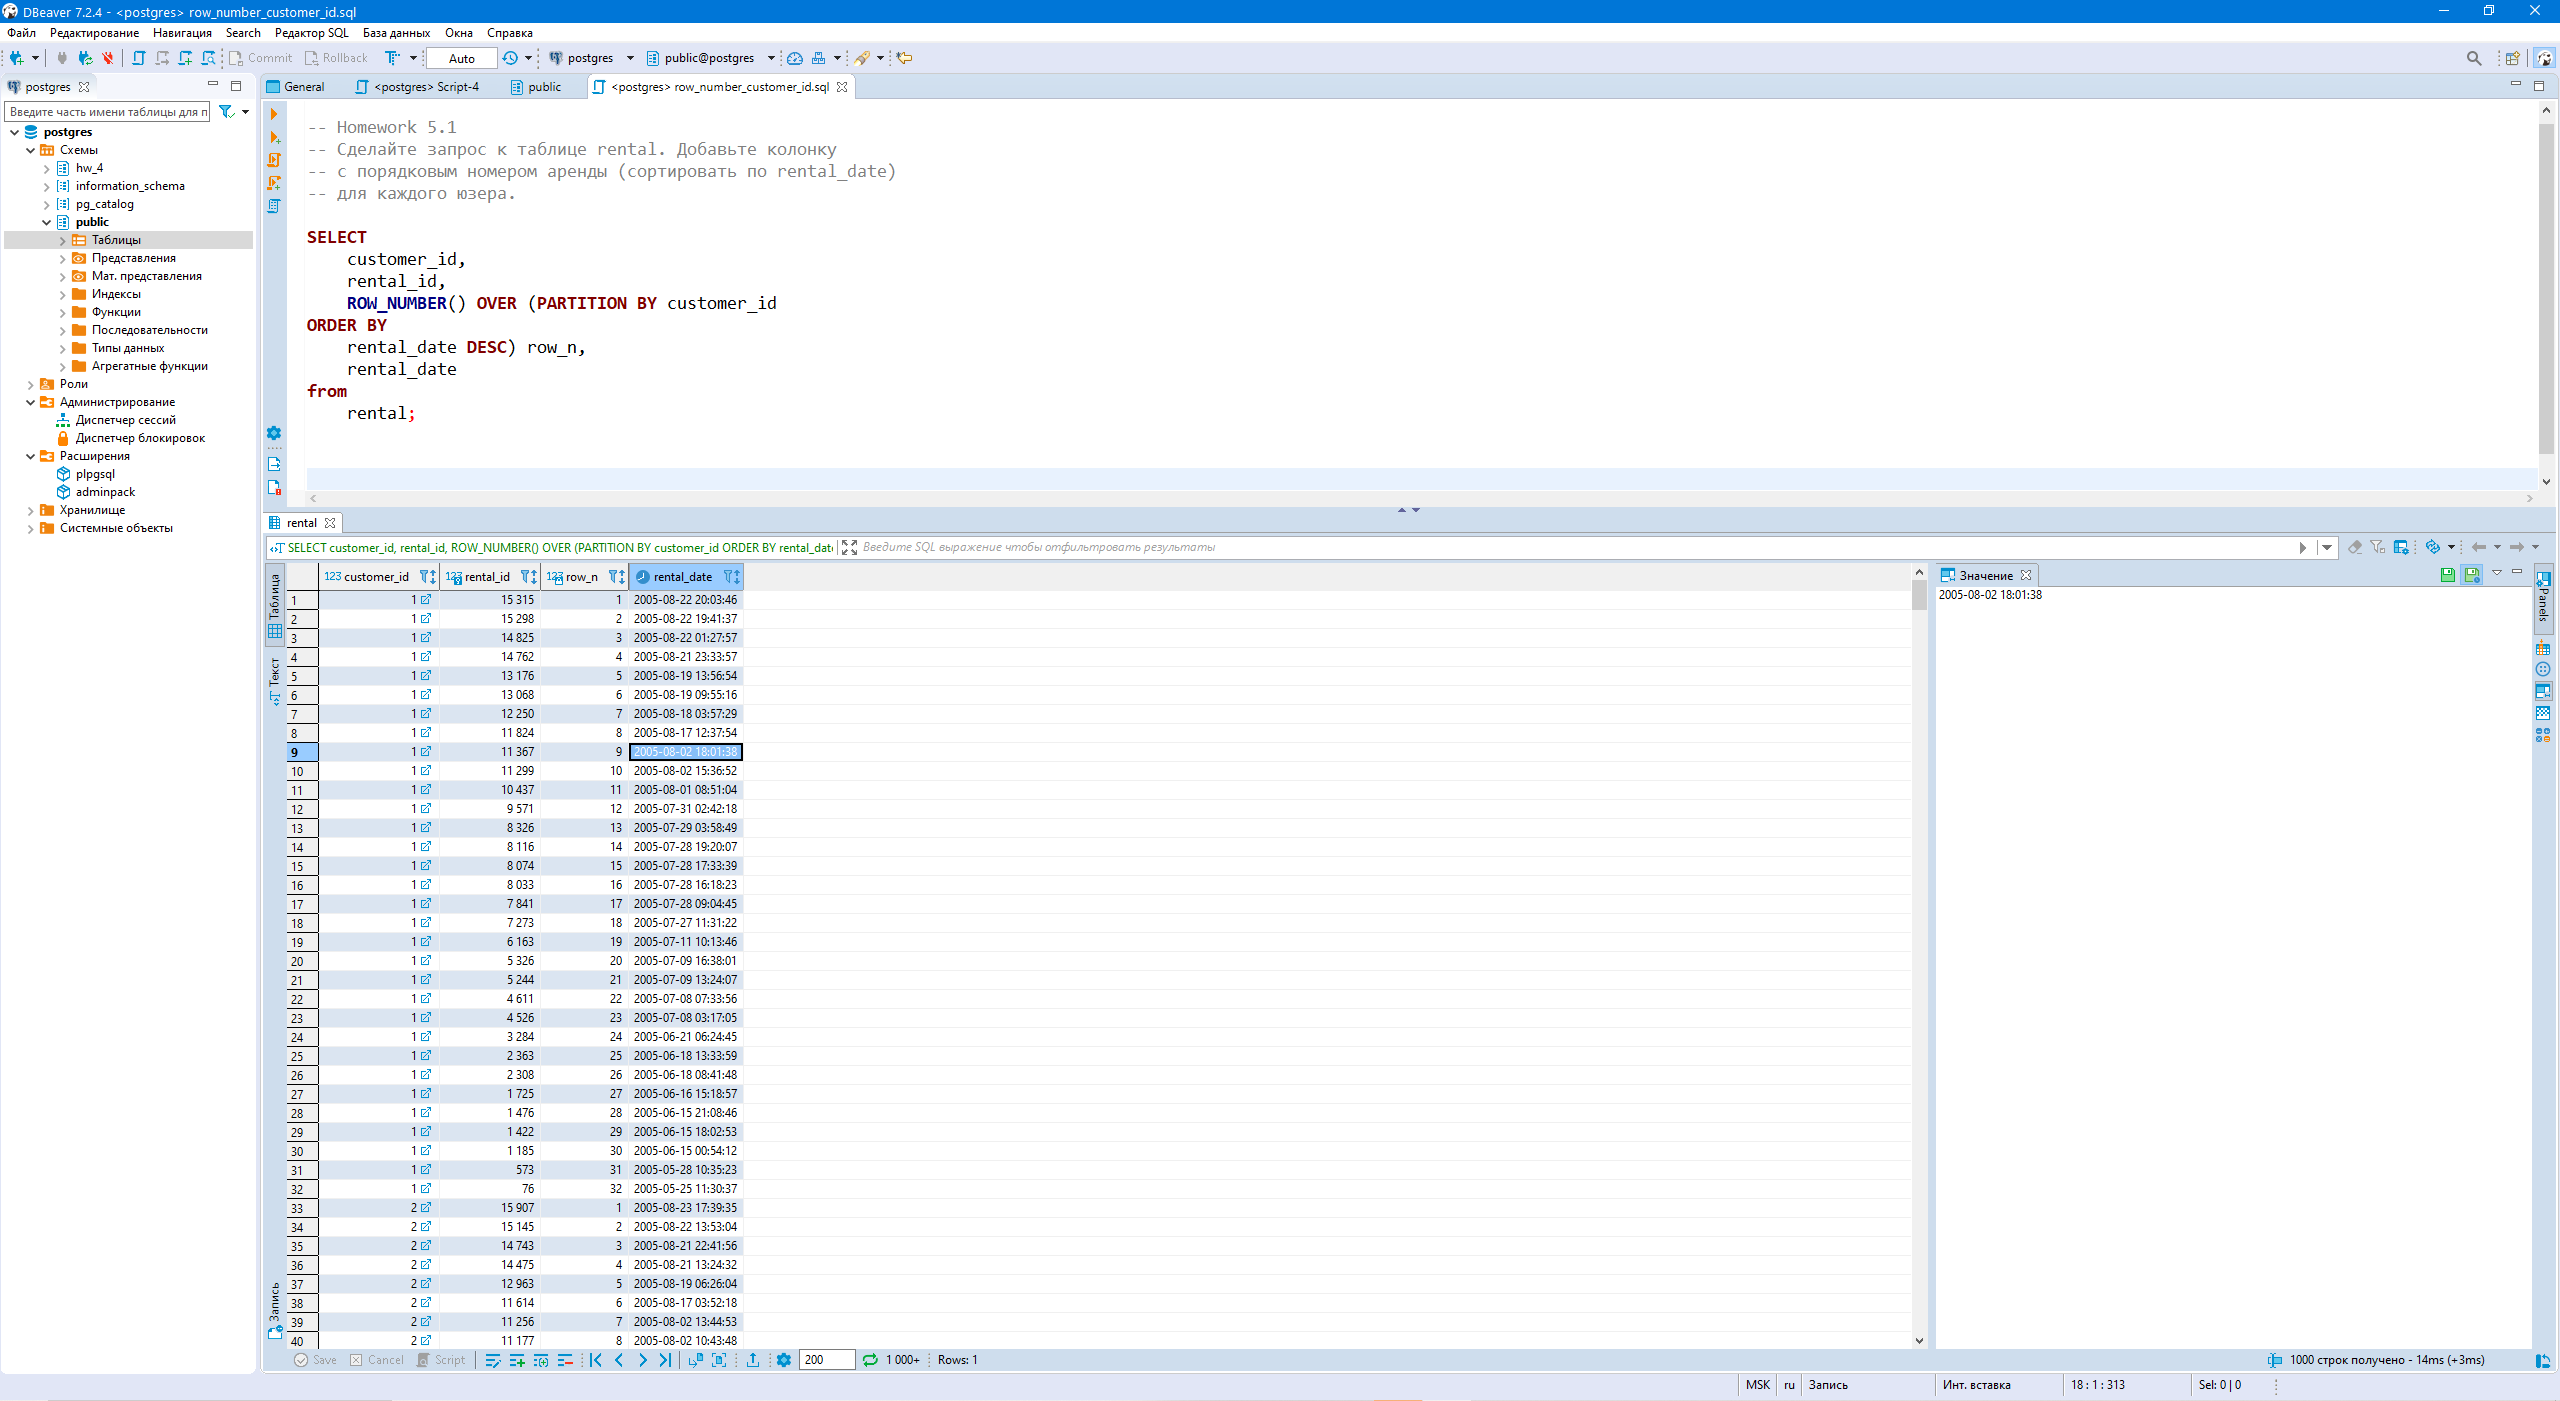 DBeaver 7.2.4 - <postgres> row_number_customer_id.sql
Файл Редактирование Навигация Search Редактор SQL База данных Окна Справка
Commit Rollback Auto postgres public@postgres
postgres
General <postgres> Script-4 public <postgres> row_number_customer_id.sql
Введите часть имени таблицы для п
postgres
Схемы
hw_4
information_schema
pg_catalog
public
Таблицы
Представления
Мат. представления
Индексы
Функции
Последовательности
Типы данных
Агрегатные функции
Роли
Администрирование
Диспетчер сессий
Диспетчер блокировок
Расширения
plpgsql
adminpack
Хранилище
Системные объекты
-- Homework 5.1
-- Сделайте запрос к таблице rental. Добавьте колонку
-- с порядковым номером аренды (сортировать по rental_date)
-- для каждого юзера.
SELECT
customer_id,
rental_id,
ROW_NUMBER() OVER (PARTITION BY customer_id
ORDER BY
rental_date DESC) row_n,
rental_date
from
rental;
rental
SELECT customer_id, rental_id, ROW_NUMBER() OVER (PARTITION BY customer_id ORDER BY rental_date Введите SQL выражение чтобы отфильтровать результаты
Таблица
Текст
Запись
123 customer_id 123 rental_id 123 row_n rental_date
1 1 15 315 1 2005-08-22 20:03:46
2 1 15 298 2 2005-08-22 19:41:37
3 1 14 825 3 2005-08-22 01:27:57
4 1 14 762 4 2005-08-21 23:33:57
5 1 13 176 5 2005-08-19 13:56:54
6 1 13 068 6 2005-08-19 09:55:16
7 1 12 250 7 2005-08-18 03:57:29
8 1 11 824 8 2005-08-17 12:37:54
9 1 11 367 9 2005-08-02 18:01:38
10 1 11 299 10 2005-08-02 15:36:52
11 1 10 437 11 2005-08-01 08:51:04
12 1 9 571 12 2005-07-31 02:42:18
13 1 8 326 13 2005-07-29 03:58:49
14 1 8 116 14 2005-07-28 19:20:07
15 1 8 074 15 2005-07-28 17:33:39
16 1 8 033 16 2005-07-28 16:18:23
17 1 7 841 17 2005-07-28 09:04:45
18 1 7 273 18 2005-07-27 11:31:22
19 1 6 163 19 2005-07-11 10:13:46
20 1 5 326 20 2005-07-09 16:38:01
21 1 5 244 21 2005-07-09 13:24:07
22 1 4 611 22 2005-07-08 07:33:56
23 1 4 526 23 2005-07-08 03:17:05
24 1 3 284 24 2005-06-21 06:24:45
25 1 2 363 25 2005-06-18 13:33:59
26 1 2 308 26 2005-06-18 08:41:48
27 1 1 725 27 2005-06-16 15:18:57
28 1 1 476 28 2005-06-15 21:08:46
29 1 1 422 29 2005-06-15 18:02:53
30 1 1 185 30 2005-06-15 00:54:12
31 1 573 31 2005-05-28 10:35:23
32 1 76 32 2005-05-25 11:30:37
33 2 15 907 1 2005-08-23 17:39:35
34 2 15 145 2 2005-08-22 13:53:04
35 2 14 743 3 2005-08-21 22:41:56
36 2 14 475 4 2005-08-21 13:24:32
37 2 12 963 5 2005-08-19 06:26:04
38 2 11 614 6 2005-08-17 03:52:18
39 2 11 256 7 2005-08-02 13:44:53
40 2 11 177 8 2005-08-02 10:43:48
Значение
2005-08-02 18:01:38
Panels
Save Cancel Script 200 1 000+ Rows: 1 1000 строк получено - 14ms (+3ms)
MSK ru Запись Инт. вставка 18 : 1 : 313 Sel: 0 | 0